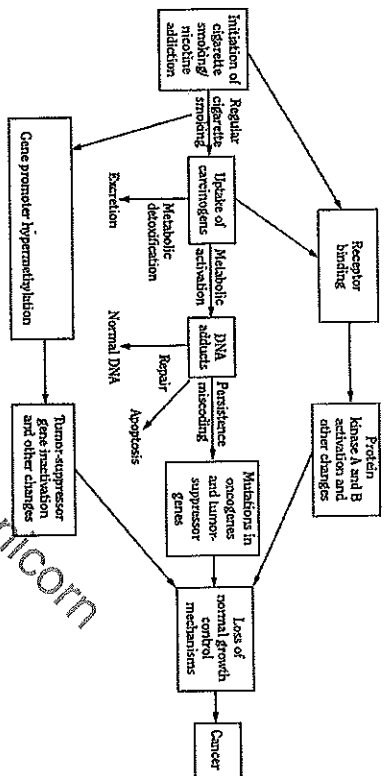 Initiation of
cigarette
smoking/
nicotine
addiction
Regular
cigarette
smoking
Receptor
binding
Protein
kinase A and B
activation and
other changes
Uptake of
carcinogens
Metabolic
activation
DNA
adducts
Persistence
miscoding
Mutations in
oncogenes
and tumor-
suppressor
genes
Loss of
normal growth
control
mechanisms
Cancer
Metabolic
detoxification
Excretion
Repair
Normal DNA
Apoptosis
Gene promoter hypermethylation
Tumor-suppressor
gene inactivation
and other changes